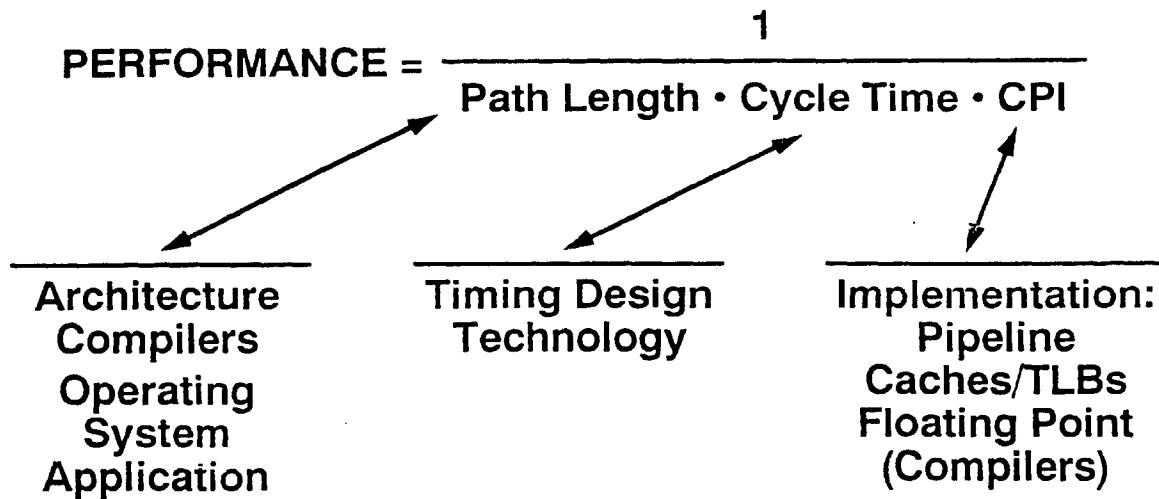 1
PERFORMANCE =
Path Length • Cycle Time • CPI
Architecture
Compilers
Operating
System
Application
Timing Design
Technology
Implementation:
Pipeline
Caches/TLBs
Floating Point
(Compilers)